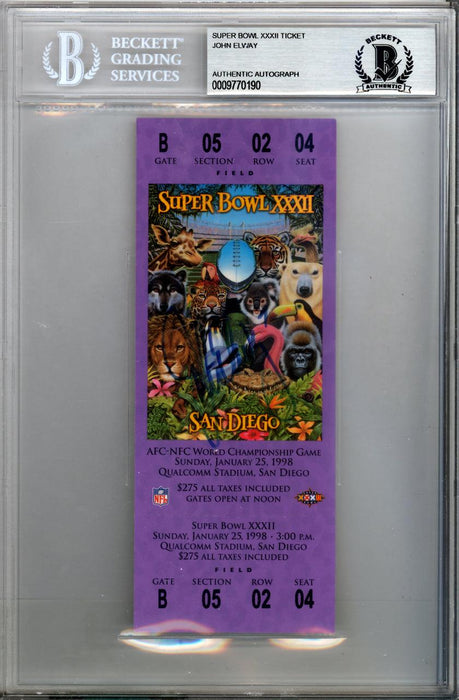 BECKETT
GRADING
SERVICES
SUPER BOWL XXXII TICKET
JOHN ELWAY
AUTHENTIC AUTOGRAPH
0009770190
BECKETT
AUTHENTIC
B 05 02 04
GATE SECTION ROW SEAT
FIELD
SUPER BOWL XXXII
SAN DIEGO
AFC-NFC WORLD CHAMPIONSHIP GAME
SUNDAY, JANUARY 25, 1998
QUALCOMM STADIUM, SAN DIEGO
$275 ALL TAXES INCLUDED
GATES OPEN AT NOON
NFL
XXXII
SUPER BOWL XXXII
SUNDAY, JANUARY 25, 1998 · 3:00 P.M.
QUALCOMM STADIUM, SAN DIEGO
$275 ALL TAXES INCLUDED
FIELD
GATE SECTION ROW SEAT
B 05 02 04